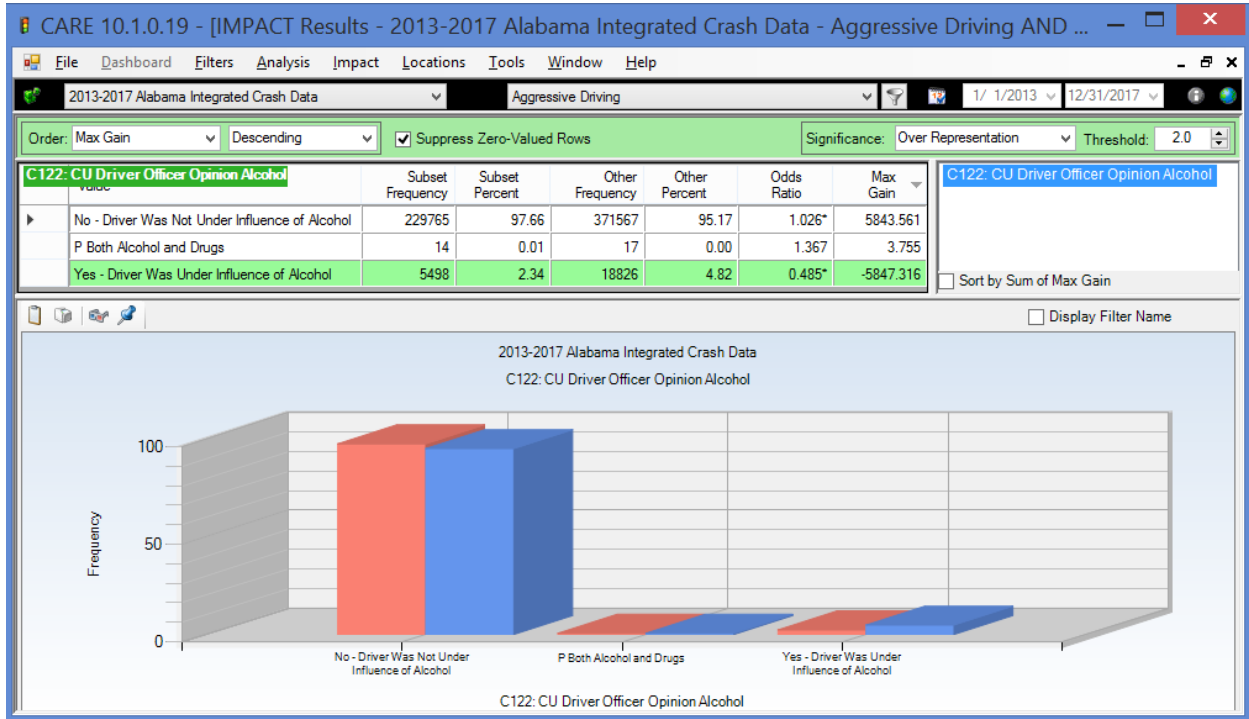 CARE 10.1.0.19 - [IMPACT Results - 2013-2017 Alabama Integrated Crash Data - Aggressive Driving AND ...
File Dashboard Filters Analysis Impact Locations Tools Window Help
2013-2017 Alabama Integrated Crash Data Aggressive Driving 1/ 1/2013 12/31/2017
Order: Max Gain Descending Suppress Zero-Valued Rows Significance: Over Representation Threshold: 2.0
C122: CU Driver Officer Opinion Alcohol Subset Frequency Subset Percent Other Frequency Other Percent Odds Ratio Max Gain C122: CU Driver Officer Opinion Alcohol
No - Driver Was Not Under Influence of Alcohol 229765 97.66 371567 95.17 1.026* 5843.561
P Both Alcohol and Drugs 14 0.01 17 0.00 1.367 3.755
Yes - Driver Was Under Influence of Alcohol 5498 2.34 18826 4.82 0.485* -5847.316
Sort by Sum of Max Gain
Display Filter Name
2013-2017 Alabama Integrated Crash Data
C122: CU Driver Officer Opinion Alcohol
100
50
0
Frequency
No - Driver Was Not Under Influence of Alcohol
P Both Alcohol and Drugs
Yes - Driver Was Under Influence of Alcohol
C122: CU Driver Officer Opinion Alcohol